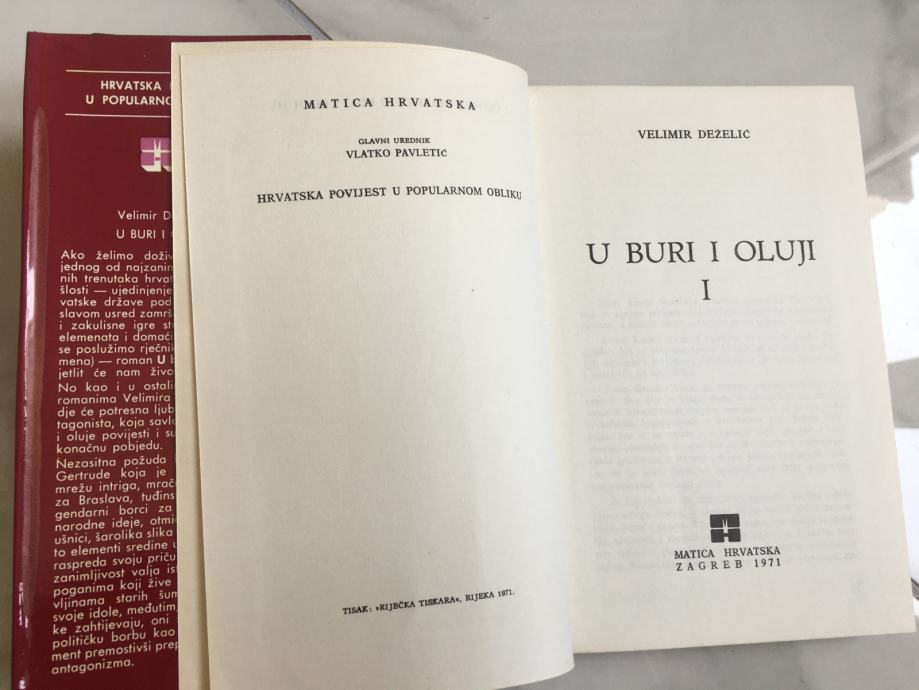 HRVATSKA
U POPULARNO
Velimir D
U BURI I
Ako želimo doživ
jednog od najzanim
nih trenutaka hrvat
šlosti — ujedinjenje
vatske države pod
slavom usred zamrš
i zakulisne igre st
elemenata i domaći
se poslužimo rječnik
mena) — roman U b
jetlit će nam živo
No kao i u ostali
romanima Velimira
dje će potresna ljub
tagonista, koja savlo
i oluje povijesti i su
konačnu pobjedu.
Nezasitna požuda
Gertrude koja je
mrežu intriga, mrač
za Braslava, tuđins
gendarni borci za
narodne ideje, otmi
ušnici, šarolika slika
to elementi sredine u
raspreda svoju priču
zanimljivost valja ist
poganima koji žive
vljinama starih šum
svoje idole, međutim,
ke zahtijevaju, oni
političku borbu kao
ment premostivši prep
antagonizma.
MATICA HRVATSKA
GLAVNI UREDNIK
VLATKO PAVLETIĆ
HRVATSKA POVIJEST U POPULARNOM OBLIKU
TISAK: »RIJEČKA TISKARA«, RIJEKA 1971.
VELIMIR DEŽELIĆ
U BURI I OLUJI
I
MATICA HRVATSKA
ZAGREB 1971